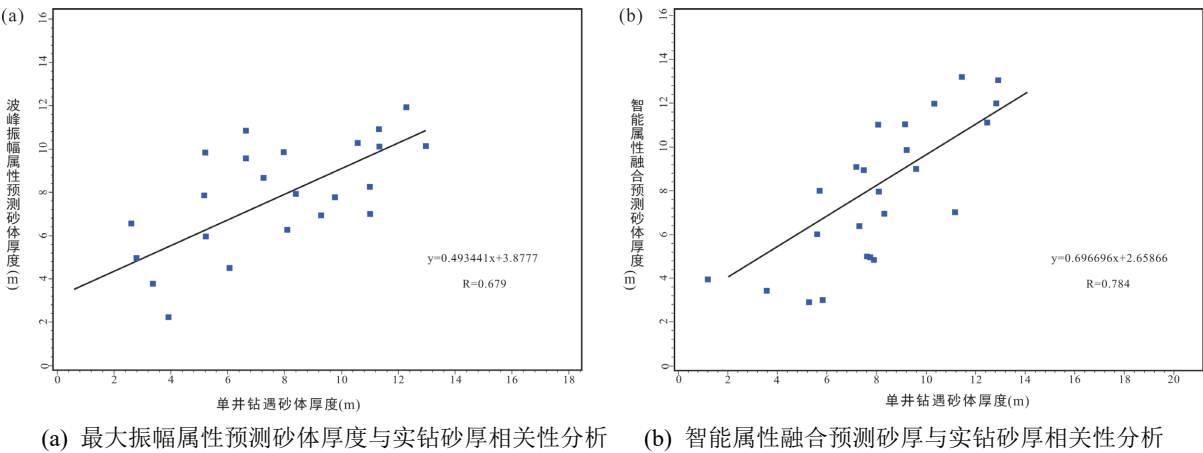 (a)
16
14
12
10
8
6
4
2
0
波峰振幅属性预测砂体厚度(m)
y=0.493441x+3.8777
R=0.679
0 2 4 6 8 10 12 14 16 18
单井钻遇砂体厚度(m)
(b)
16
14
12
10
8
6
4
2
0
智能属性融合预测砂体厚度(m)
y=0.696696x+2.65866
R=0.784
0 2 4 6 8 10 12 14 16 18 20
单井钻遇砂体厚度(m)
(a) 最大振幅属性预测砂体厚度与实钻砂厚相关性分析 (b) 智能属性融合预测砂厚与实钻砂厚相关性分析